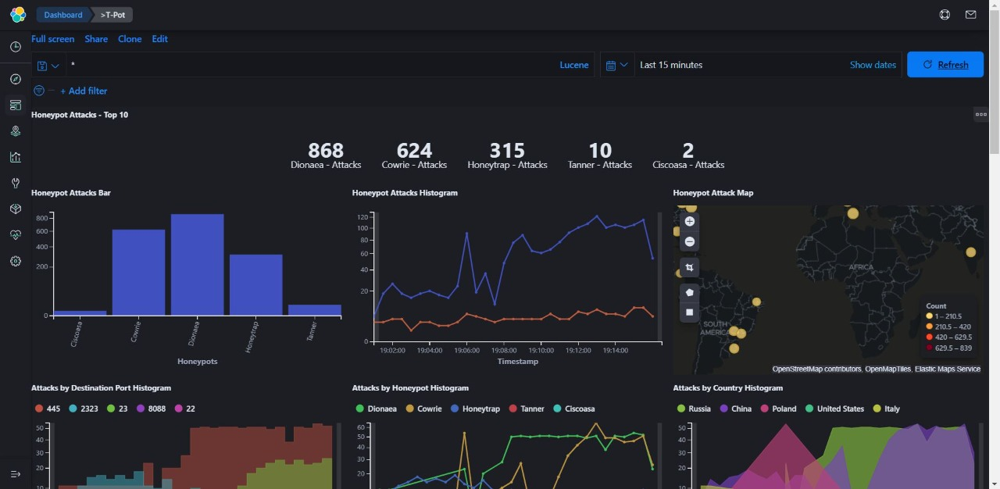 Dashboard >T-Pot
Full screen Share Clone Edit
* Lucene Last 15 minutes Show dates Refresh
+ Add filter
Honeypot Attacks - Top 10
868 624 315 10 2
Dionaea - Attacks Cowrie - Attacks Honeytrap - Attacks Tanner - Attacks Ciscoasa - Attacks
Honeypot Attacks Bar
800
600
400
200
0
Ciscoasa Cowrie Dionaea Honeytrap Tanner
Honeypots
Honeypot Attacks Histogram
120
100
80
60
40
20
0
19:02:00 19:04:00 19:06:00 19:08:00 19:10:00 19:12:00 19:14:00
Timestamp
Honeypot Attack Map
AFRICA
SOUTH
AMERICA
Count
1 – 210.5
210.5 – 420
420 – 629.5
629.5 – 839
OpenStreetMap contributors, OpenMapTiles, Elastic Maps Service
Attacks by Destination Port Histogram
445 2323 23 8088 22
50
40
30
20
10
Attacks by Honeypot Histogram
Dionaea Cowrie Honeytrap Tanner Ciscoasa
60
50
40
30
20
Attacks by Country Histogram
Russia China Poland United States Italy
50
40
30
20
10